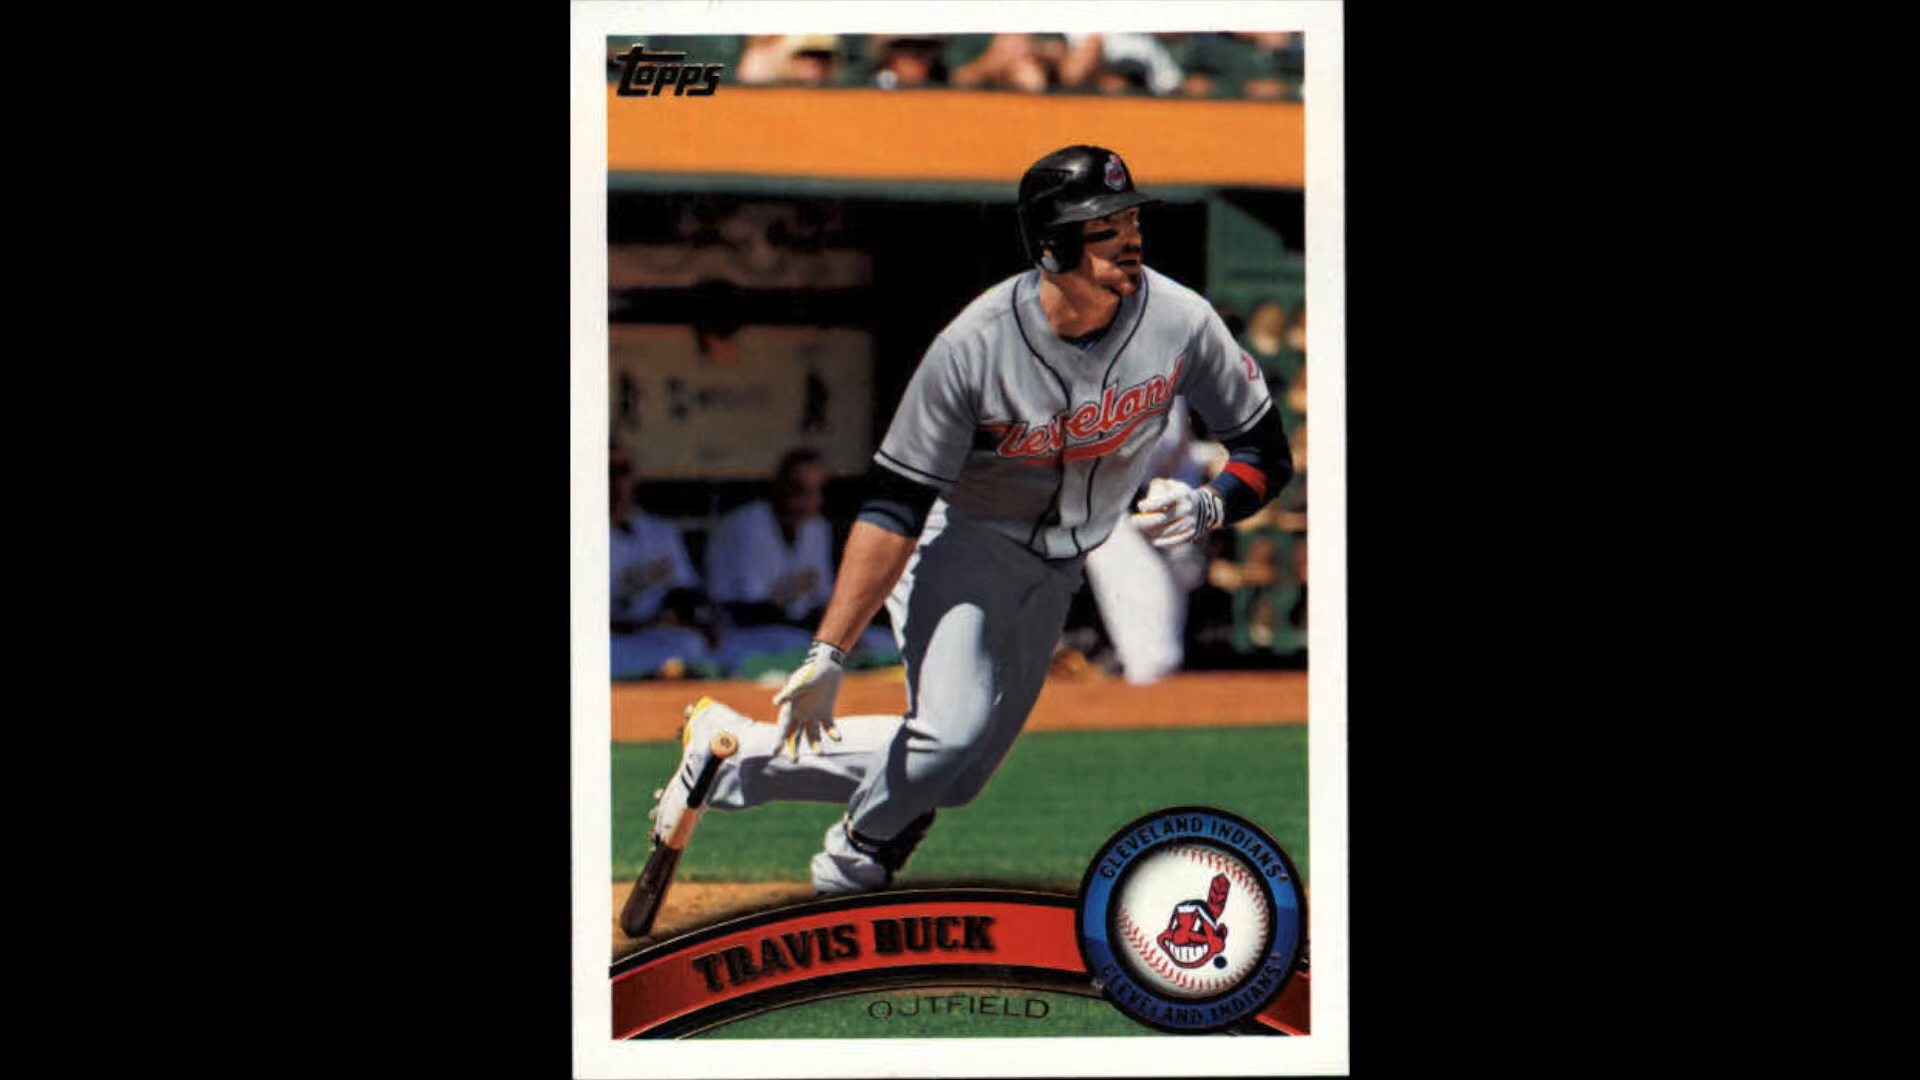 Topps
Cleveland
CLEVELAND INDIANS
TRAVIS BUCK
CLEVELAND INDIANS
OUTFIELD